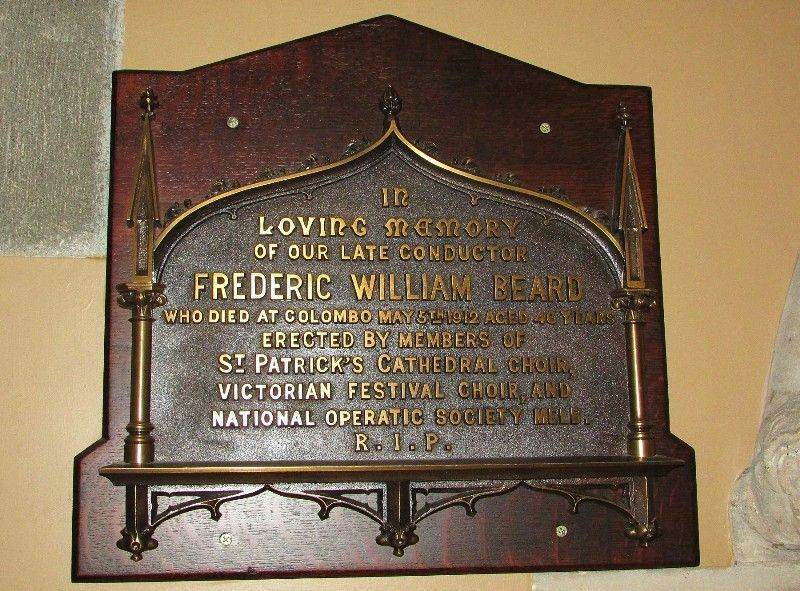 IN
LOVING MEMORY
OF OUR LATE CONDUCTOR
FREDERIC WILLIAM BEARD
WHO DIED AT COLOMBO MAY 5TH 1912 AGED 46 YEARS
ERECTED BY MEMBERS OF
ST PATRICK'S CATHEDRAL CHOIR,
VICTORIAN FESTIVAL CHOIR, AND
NATIONAL OPERATIC SOCIETY MELB.
R.I.P.